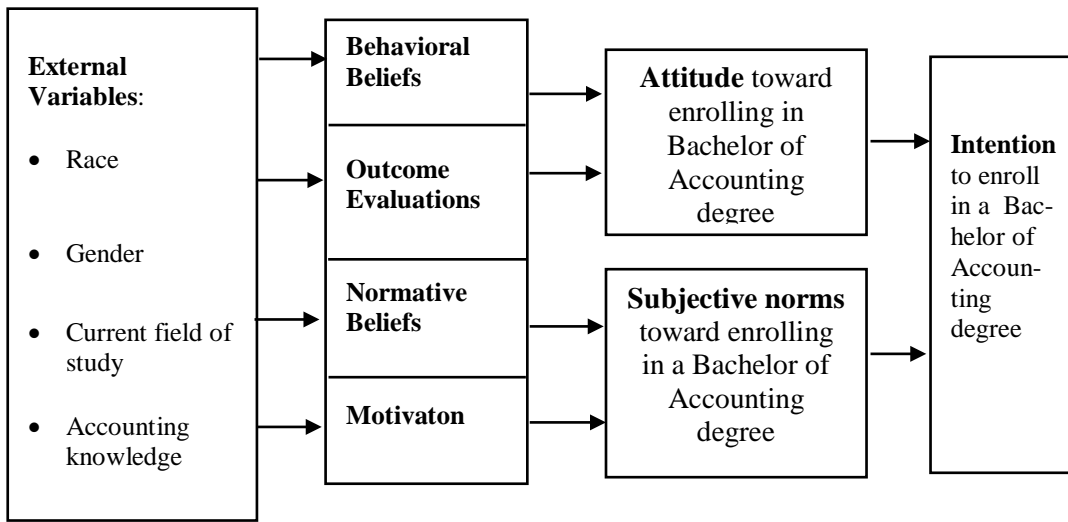 External
Variables:
• Race
• Gender
• Current field of
study
• Accounting
knowledge
Behavioral
Beliefs
Outcome
Evaluations
Normative
Beliefs
Motivaton
Attitude toward
enrolling in
Bachelor of
Accounting
degree
Subjective norms
toward enrolling
in a Bachelor of
Accounting
degree
Intention
to enroll
in a Bac-
helor of
Accoun-
ting
degree